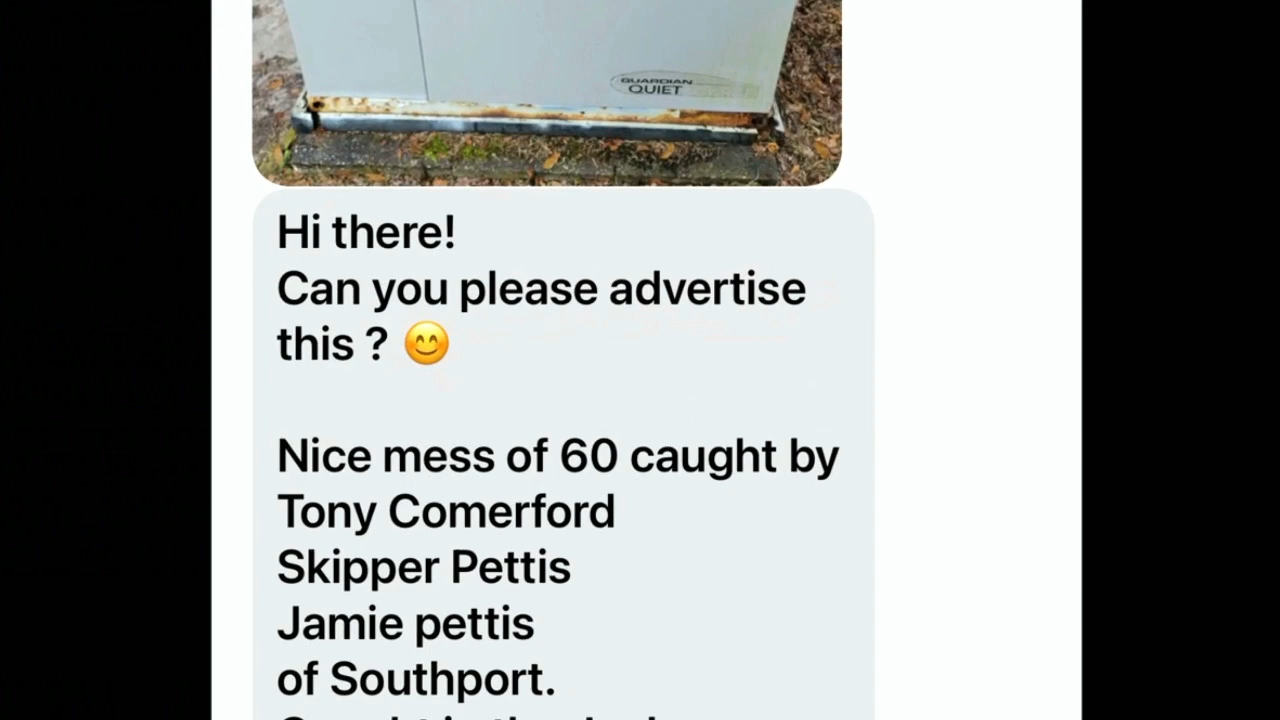 GUARDIAN
QUIET
Hi there!
Can you please advertise
this ? 😊
Nice mess of 60 caught by
Tony Comerford
Skipper Pettis
Jamie pettis
of Southport.